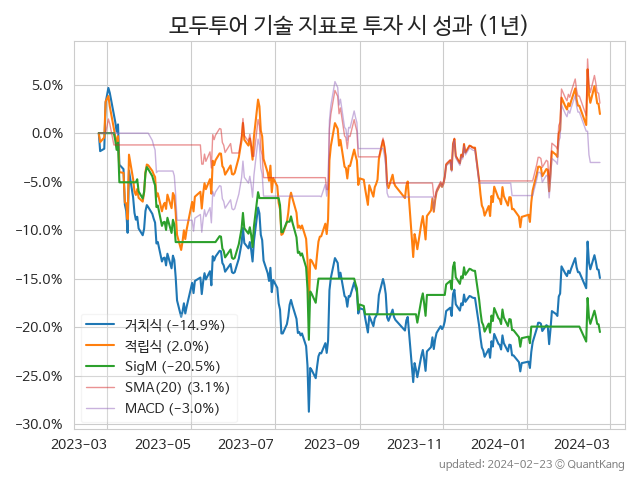 모두투어 기술 지표로 투자 시 성과 (1년)
5.0%
0.0%
−5.0%
−10.0%
−15.0%
−20.0%
−25.0%
−30.0%
거치식 (−14.9%)
적립식 (2.0%)
SigM (−20.5%)
SMA(20) (3.1%)
MACD (−3.0%)
2023−03
2023−05
2023−07
2023−09
2023−11
2024−01
2024−03
updated: 2024−02−23 ⓒ QuantKang